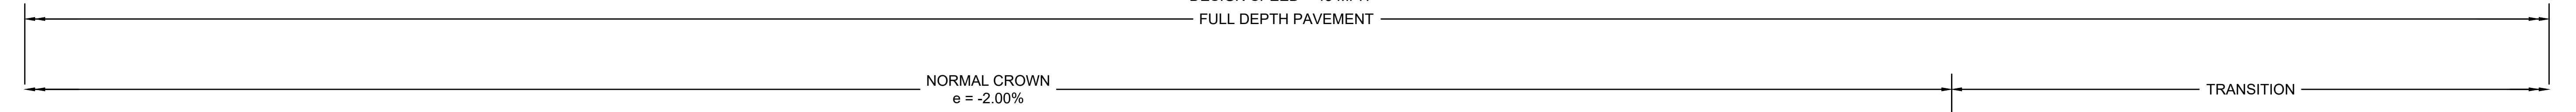 FULL DEPTH PAVEMENT
NORMAL CROWN
e = -2.00%
TRANSITION